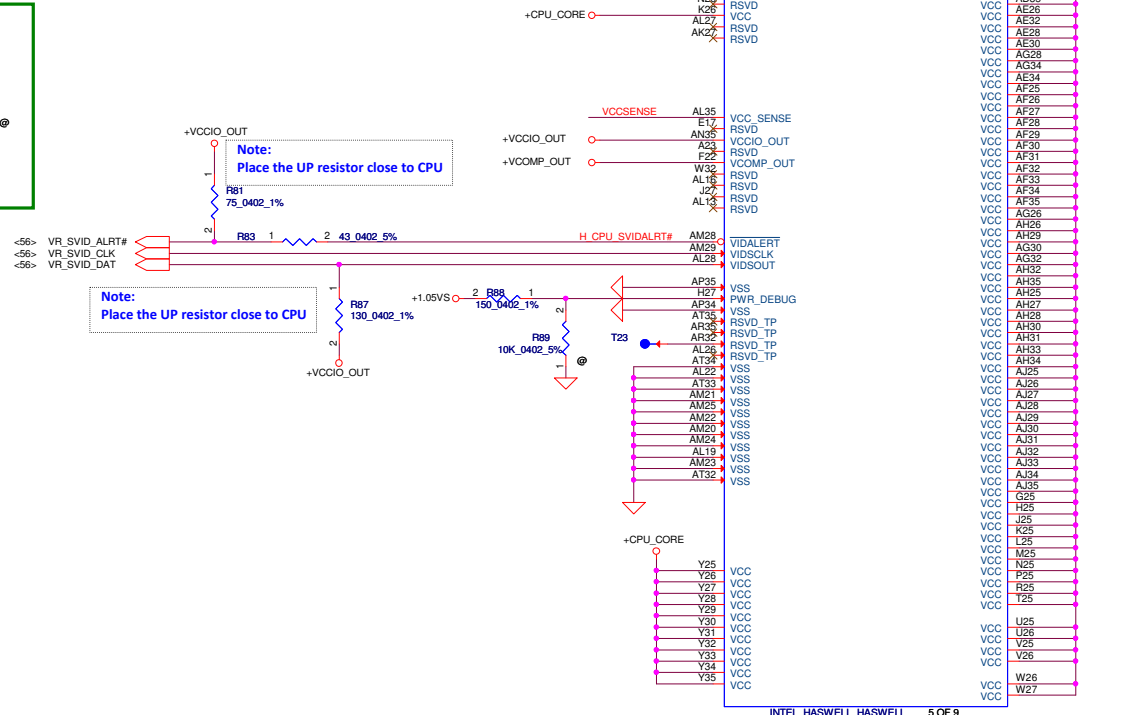 RSVD
K26 VCC
+CPU_CORE
AL27 RSVD
AK27 RSVD
VCCSENSE AL35 VCC_SENSE
E17 RSVD
+VCCIO_OUT AN35 VCCIO_OUT
A23 RSVD
+VCOMP_OUT F22 VCOMP_OUT
W32 RSVD
AL16 RSVD
J27 RSVD
AL13 RSVD
@
+VCCIO_OUT
Note:
Place the UP resistor close to CPU
1
R81
75_0402_1%
2
<56> VR_SVID_ALRT# R83 1 2 43_0402_5% H_CPU_SVIDALRT# AM28 VIDALERT
<56> VR_SVID_CLK AM29 VIDSCLK
<56> VR_SVID_DAT AL28 VIDSOUT
Note:
Place the UP resistor close to CPU
1
R87
130_0402_1%
2
+VCCIO_OUT
AP35 VSS
+1.05VS 2 R88 1 H27 PWR_DEBUG
150_0402_1%
AP34 VSS
2
R89
10K_0402_5%
1
@
AT35 RSVD_TP
AR35 RSVD_TP
T23 AR32 RSVD_TP
AL26 RSVD_TP
AT34 VSS
AL22 VSS
AT33 VSS
AM21 VSS
AM25 VSS
AM22 VSS
AM20 VSS
AM24 VSS
AL19 VSS
AM23 VSS
AT32 VSS
+CPU_CORE
Y25 VCC
Y26 VCC
Y27 VCC
Y28 VCC
Y29 VCC
Y30 VCC
Y31 VCC
Y32 VCC
Y33 VCC
Y34 VCC
Y35 VCC
VCC
VCC AE26
VCC AE32
VCC AE28
VCC AE30
VCC AG28
VCC AG34
VCC AE34
VCC AF25
VCC AF26
VCC AF27
VCC AF28
VCC AF29
VCC AF30
VCC AF31
VCC AF32
VCC AF33
VCC AF34
VCC AF35
VCC AG26
VCC AH26
VCC AH29
VCC AG30
VCC AG32
VCC AH32
VCC AH35
VCC AH25
VCC AH27
VCC AH28
VCC AH30
VCC AH31
VCC AH33
VCC AH34
VCC AJ25
VCC AJ26
VCC AJ27
VCC AJ28
VCC AJ29
VCC AJ30
VCC AJ31
VCC AJ32
VCC AJ33
VCC AJ34
VCC AJ35
VCC G25
VCC H25
VCC J25
VCC K25
VCC L25
VCC M25
VCC N25
VCC P25
VCC R25
VCC T25
VCC U25
VCC U26
VCC V25
VCC V26
VCC W26
VCC W27
INTEL_HASWELL_HASWELL 5 OF 9